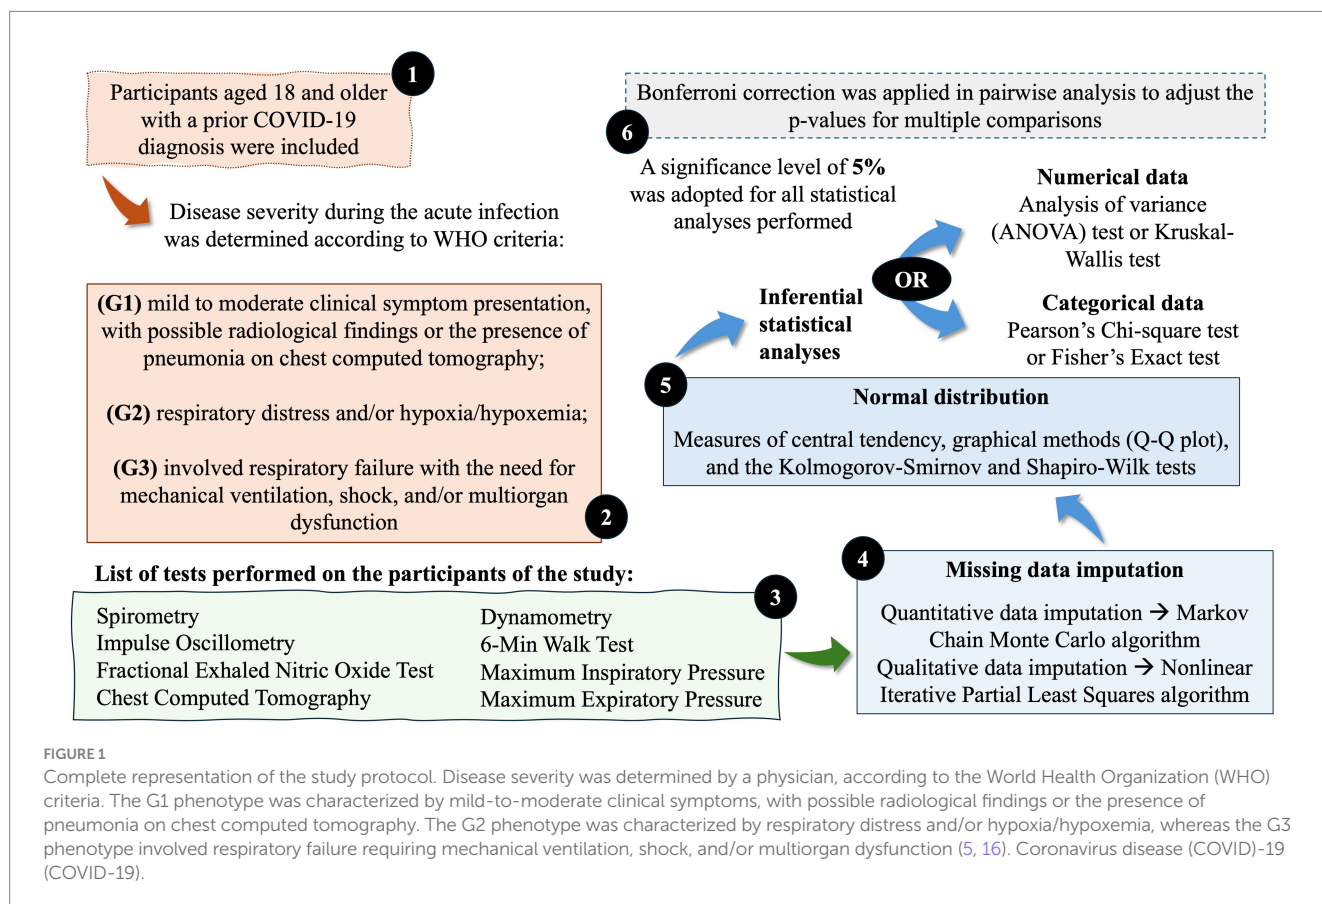 1
Participants aged 18 and older
with a prior COVID-19
diagnosis were included
Disease severity during the acute infection
was determined according to WHO criteria:
(G1) mild to moderate clinical symptom presentation,
with possible radiological findings or the presence of
pneumonia on chest computed tomography;
(G2) respiratory distress and/or hypoxia/hypoxemia;
(G3) involved respiratory failure with the need for
mechanical ventilation, shock, and/or multiorgan
dysfunction
2
List of tests performed on the participants of the study:
3
Spirometry
Impulse Oscillometry
Fractional Exhaled Nitric Oxide Test
Chest Computed Tomography
Dynamometry
6-Min Walk Test
Maximum Inspiratory Pressure
Maximum Expiratory Pressure
4
Missing data imputation
Quantitative data imputation → Markov
Chain Monte Carlo algorithm
Qualitative data imputation → Nonlinear
Iterative Partial Least Squares algorithm
5
Normal distribution
Measures of central tendency, graphical methods (Q-Q plot),
and the Kolmogorov-Smirnov and Shapiro-Wilk tests
Inferential
statistical
analyses
OR
Numerical data
Analysis of variance
(ANOVA) test or Kruskal-
Wallis test
Categorical data
Pearson's Chi-square test
or Fisher's Exact test
A significance level of 5%
was adopted for all statistical
analyses performed
6
Bonferroni correction was applied in pairwise analysis to adjust the
p-values for multiple comparisons
FIGURE 1
Complete representation of the study protocol. Disease severity was determined by a physician, according to the World Health Organization (WHO)
criteria. The G1 phenotype was characterized by mild-to-moderate clinical symptoms, with possible radiological findings or the presence of
pneumonia on chest computed tomography. The G2 phenotype was characterized by respiratory distress and/or hypoxia/hypoxemia, whereas the G3
phenotype involved respiratory failure requiring mechanical ventilation, shock, and/or multiorgan dysfunction (5, 16). Coronavirus disease (COVID)-19
(COVID-19).